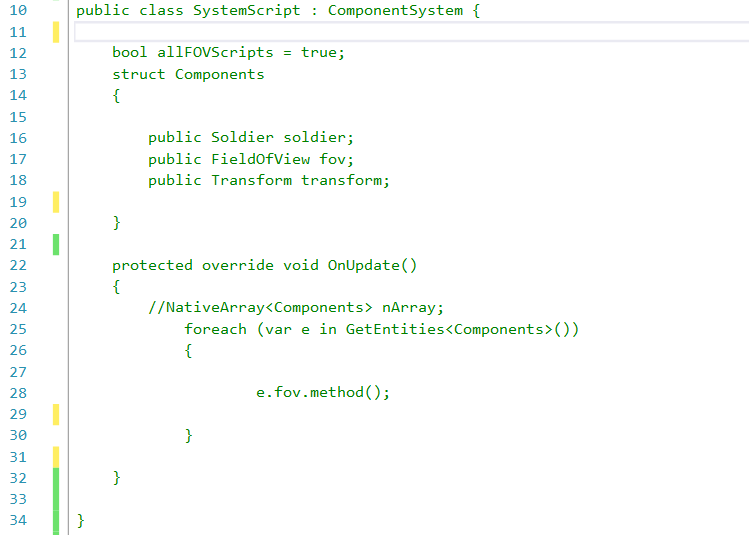 10 public class SystemScript : ComponentSystem {
11
12 bool allFOVScripts = true;
13 struct Components
14 {
15
16 public Soldier soldier;
17 public FieldOfView fov;
18 public Transform transform;
19
20 }
21
22 protected override void OnUpdate()
23 {
24 //NativeArray<Components> nArray;
25 foreach (var e in GetEntities<Components>())
26 {
27
28 e.fov.method();
29
30 }
31
32 }
33
34 }